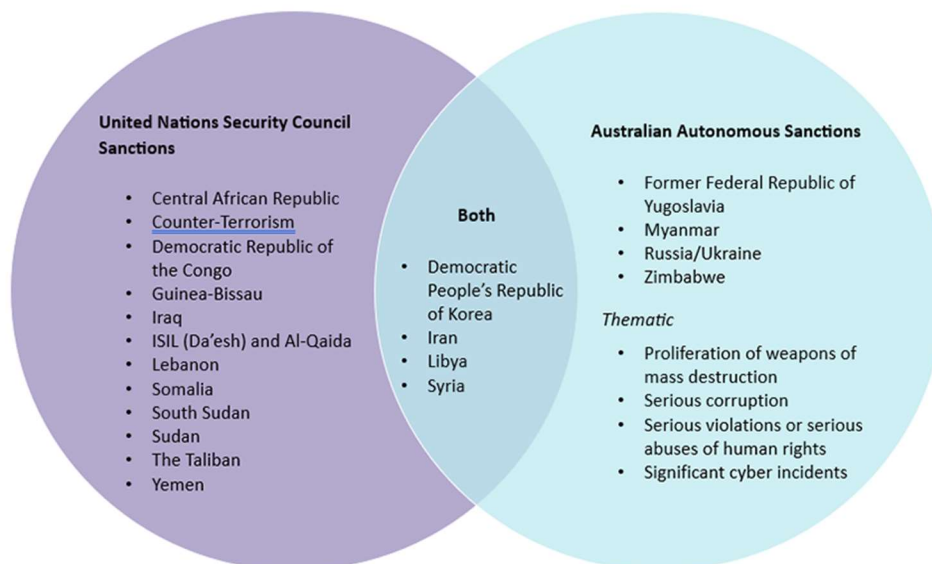 United Nations Security Council
Sanctions
• Central African Republic
• Counter-Terrorism
• Democratic Republic of
the Congo
• Guinea-Bissau
• Iraq
• ISIL (Da'esh) and Al-Qaida
• Lebanon
• Somalia
• South Sudan
• Sudan
• The Taliban
• Yemen
Both
• Democratic
People's Republic
of Korea
• Iran
• Libya
• Syria
Australian Autonomous Sanctions
• Former Federal Republic of
Yugoslavia
• Myanmar
• Russia/Ukraine
• Zimbabwe
Thematic
• Proliferation of weapons of
mass destruction
• Serious corruption
• Serious violations or serious
abuses of human rights
• Significant cyber incidents